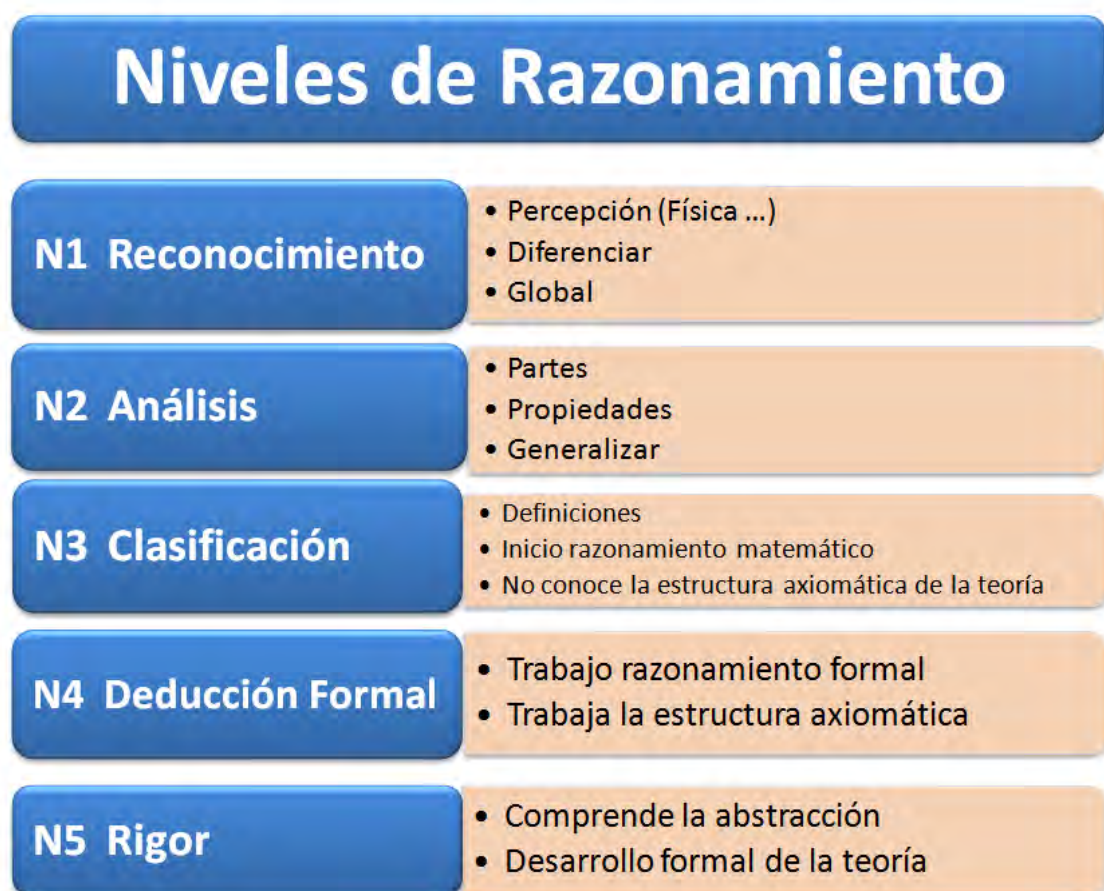 Niveles de Razonamiento
N1 Reconocimiento
• Percepción (Física ...)
• Diferenciar
• Global
N2 Análisis
• Partes
• Propiedades
• Generalizar
N3 Clasificación
• Definiciones
• Inicio razonamiento matemático
• No conoce la estructura axiomática de la teoría
N4 Deducción Formal
• Trabajo razonamiento formal
• Trabaja la estructura axiomática
N5 Rigor
• Comprende la abstracción
• Desarrollo formal de la teoría